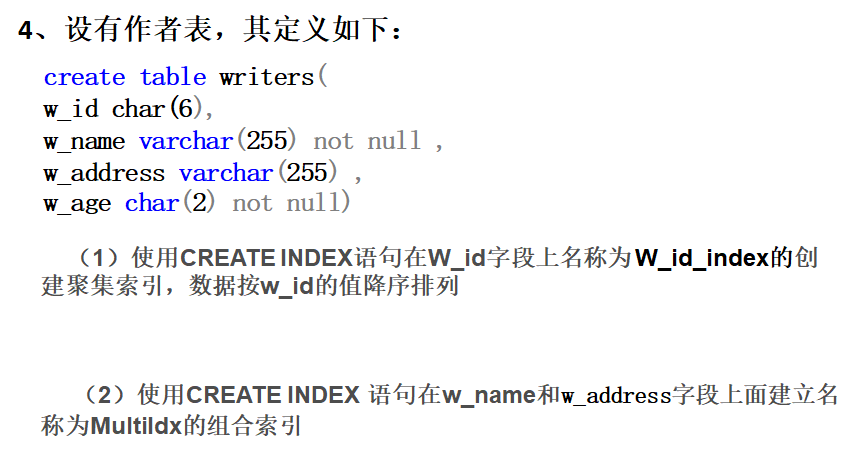 4、设有作者表，其定义如下：
create table writers(
w_id char(6),
w_name varchar(255) not null ,
w_address varchar(255) ,
w_age char(2) not null)
（1）使用CREATE INDEX语句在W_id字段上名称为W_id_index的创
建聚集索引，数据按w_id的值降序排列
（2）使用CREATE INDEX 语句在w_name和w_address字段上面建立名
称为MultiIdx的组合索引